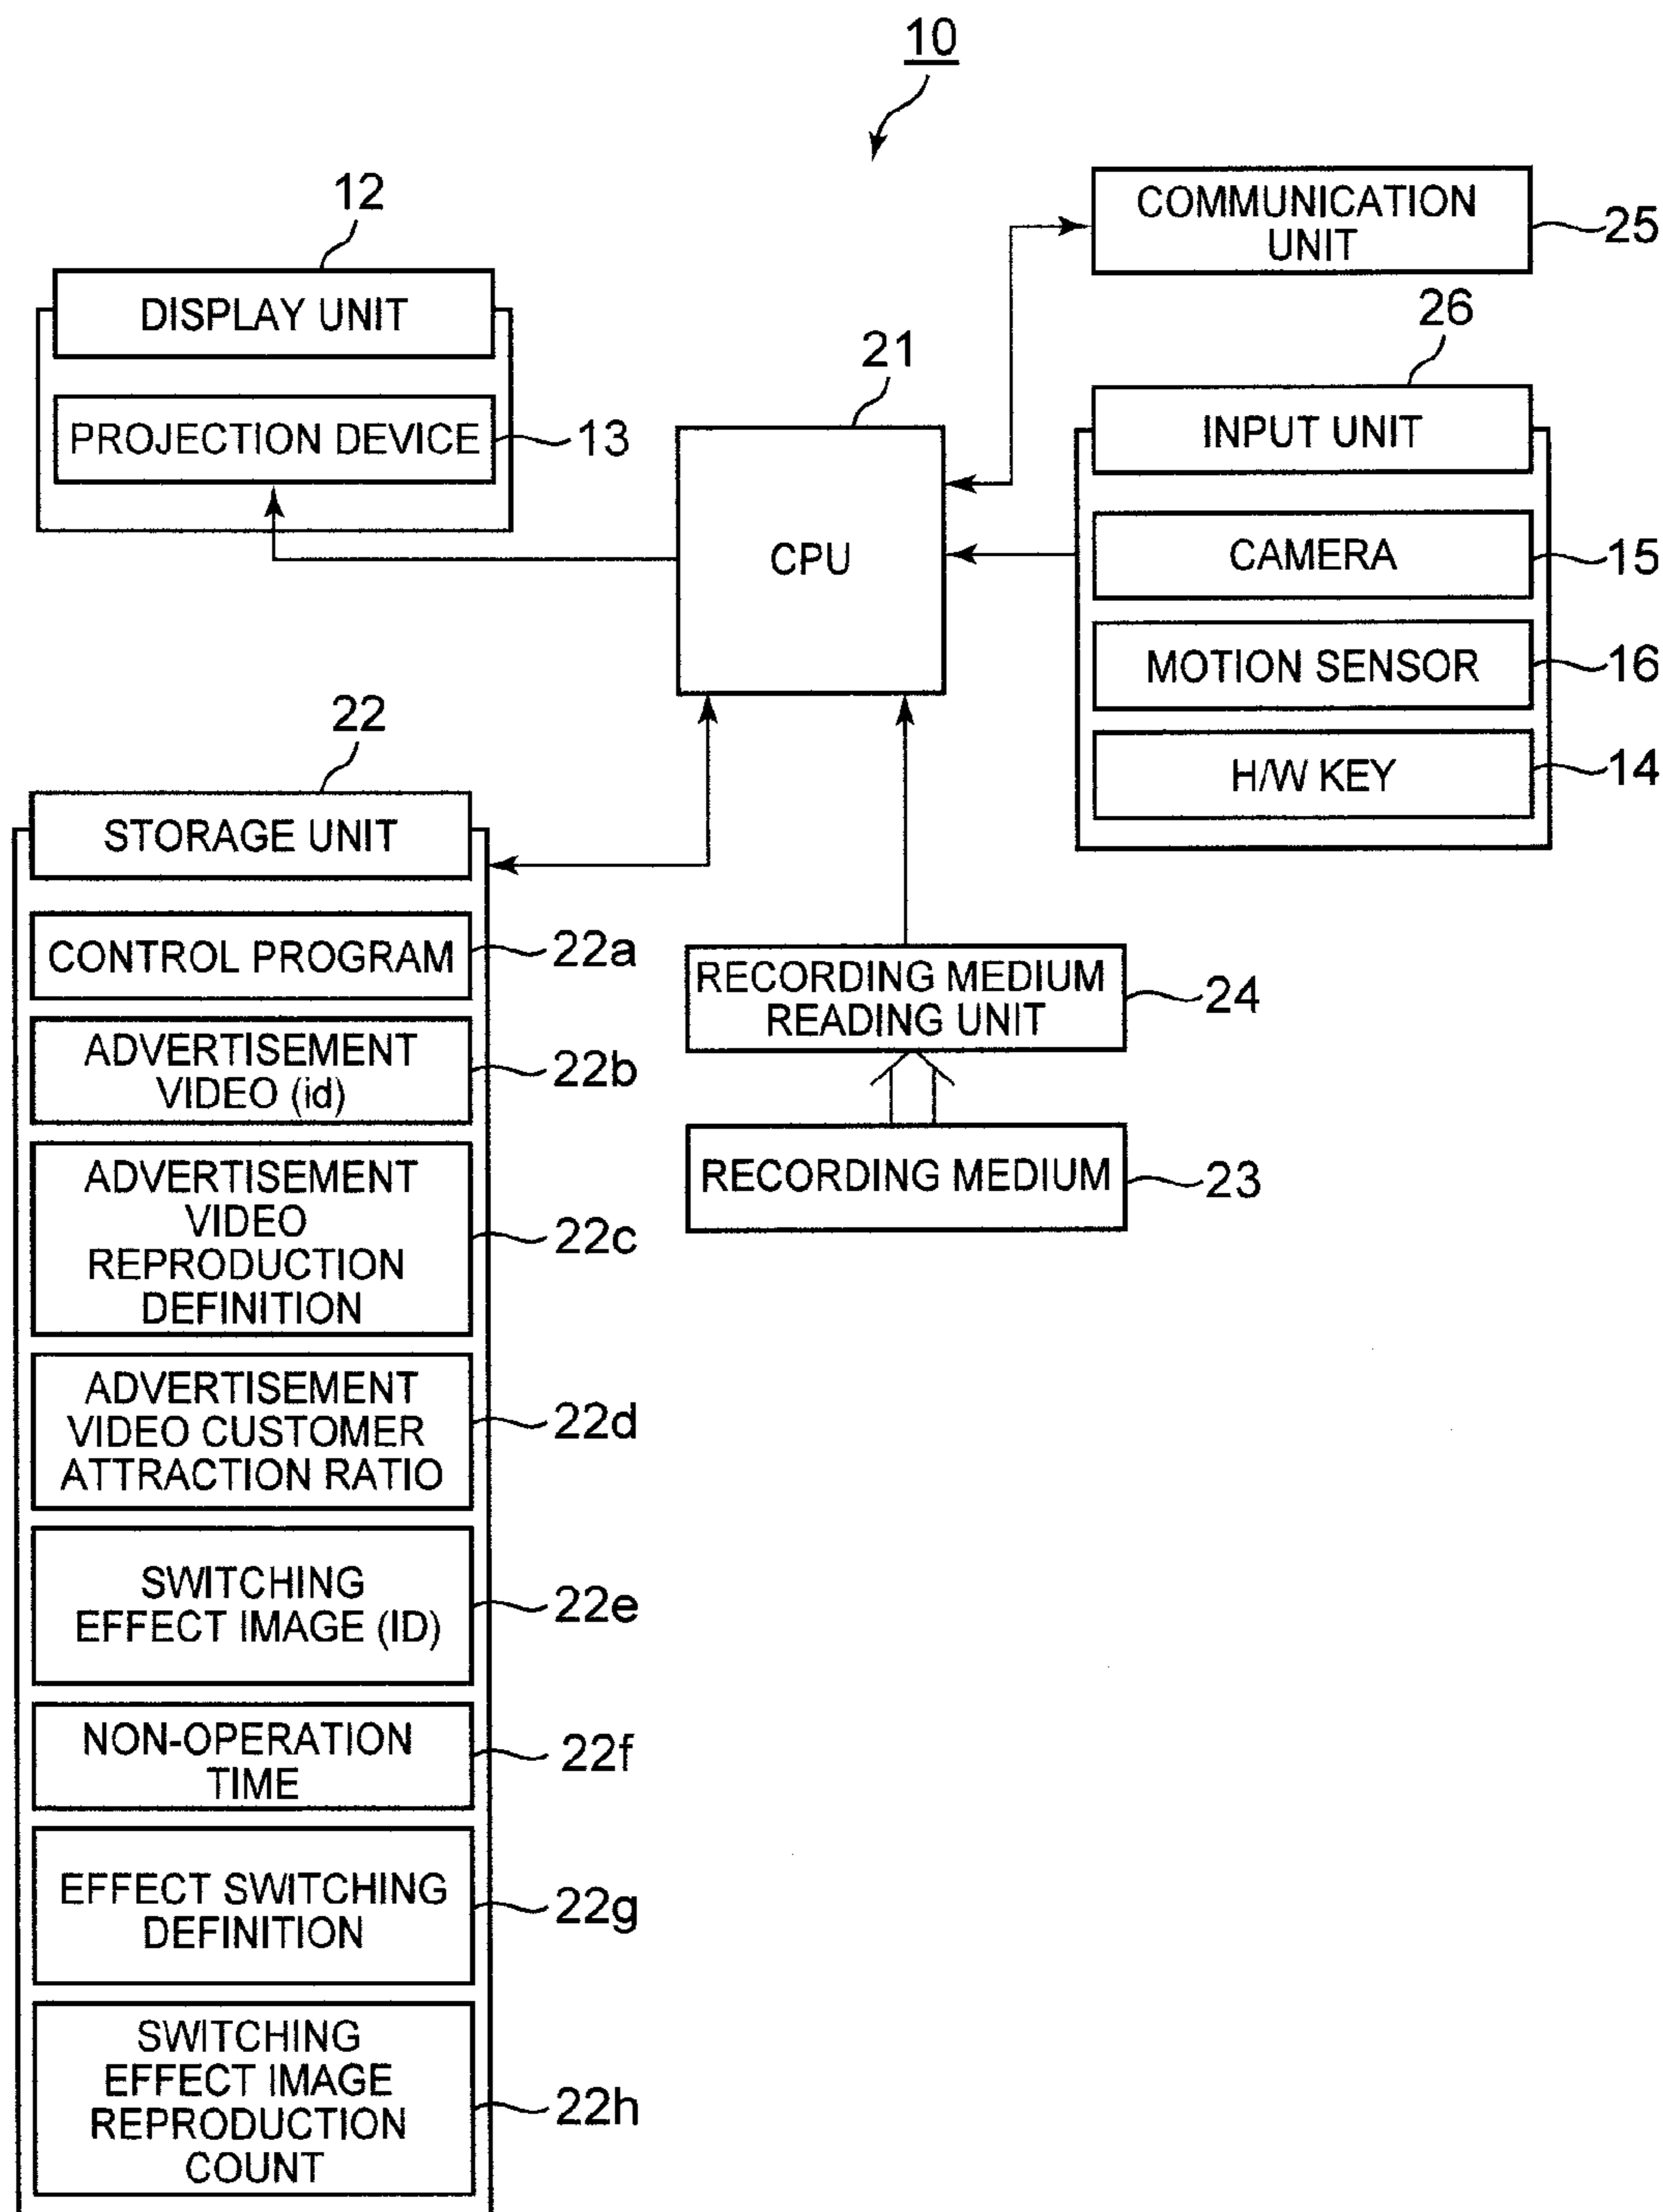 10
12
DISPLAY UNIT
PROJECTION DEVICE
13
COMMUNICATION
UNIT
25
21
CPU
26
INPUT UNIT
CAMERA
15
MOTION SENSOR
16
H/W KEY
14
22
STORAGE UNIT
CONTROL PROGRAM
22a
ADVERTISEMENT
VIDEO (id)
22b
ADVERTISEMENT
VIDEO
REPRODUCTION
DEFINITION
22c
ADVERTISEMENT
VIDEO CUSTOMER
ATTRACTION RATIO
22d
SWITCHING
EFFECT IMAGE (ID)
22e
NON-OPERATION
TIME
22f
EFFECT SWITCHING
DEFINITION
22g
SWITCHING
EFFECT IMAGE
REPRODUCTION
COUNT
22h
RECORDING MEDIUM
READING UNIT
24
RECORDING MEDIUM
23